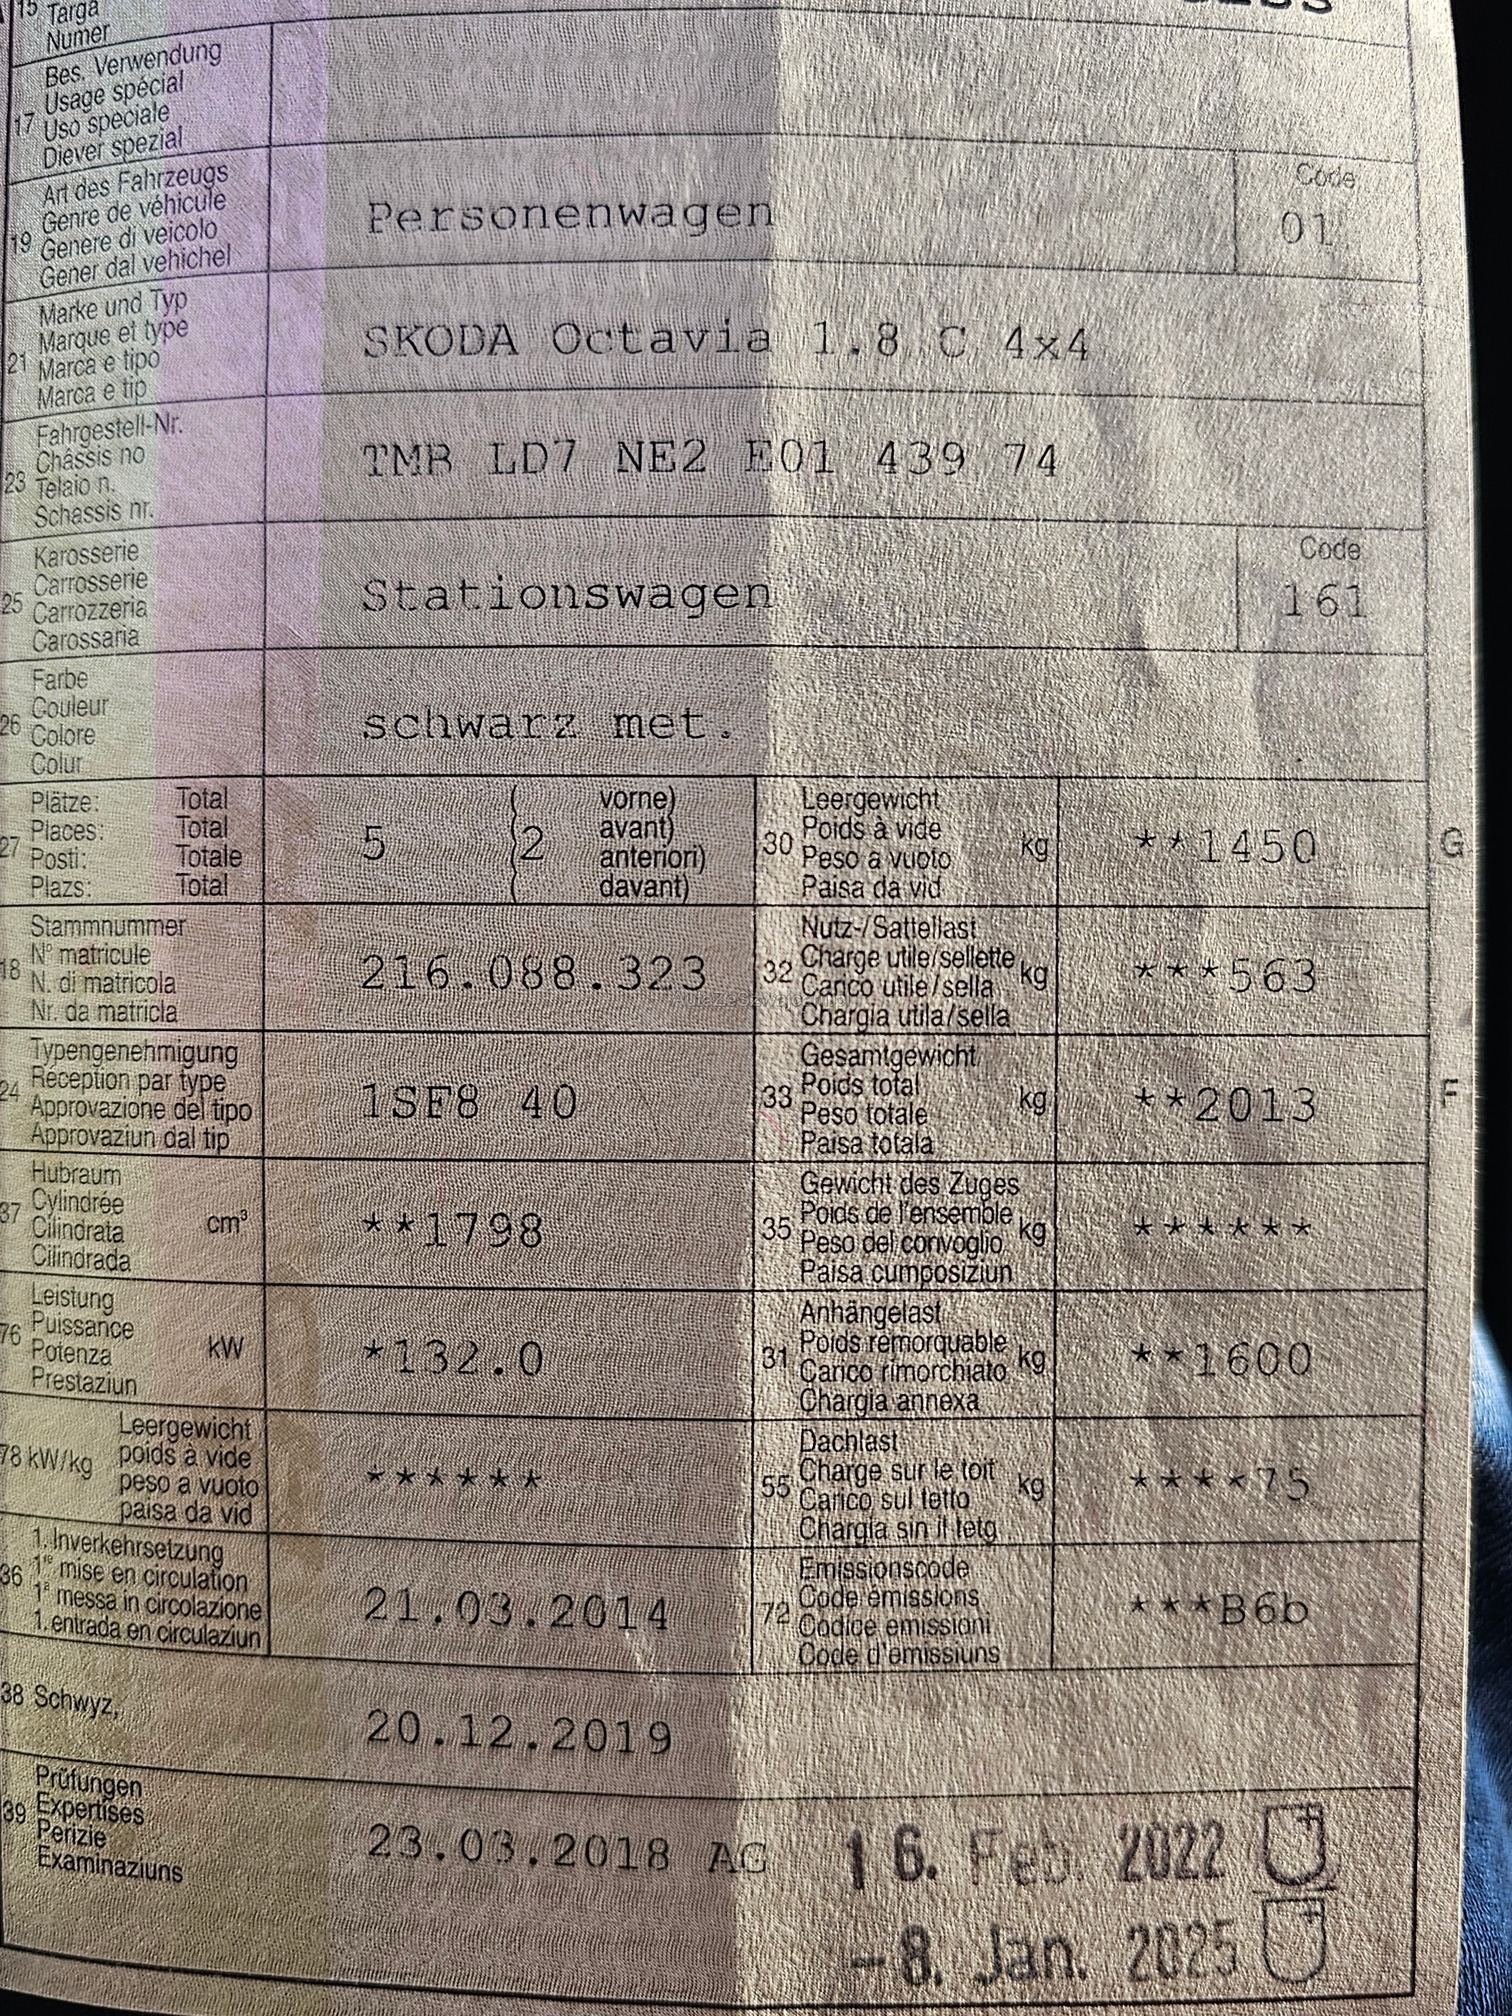 15 Targa
Numer
Bes. Verwendung
Usage spécial
17 Uso speciale
Diever spezial
Art des Fahrzeugs
Genre de véhicule
19 Genere di veicolo
Gener dal vehichel
Personenwagen
Code
01
Marke und Typ
Marque et type
21 Marca e tipo
Marca e tip
SKODA Octavia 1.8 C 4x4
Fahrgestell-Nr.
Châssis no
23 Telaio n.
Schassis nr.
TMB LD7 NE2 E01 439 74
Karosserie
Carrosserie
25 Carrozzeria
Carossaria
Stationswagen
Code
161
Farbe
Couleur
26 Colore
Colur
schwarz met.
Plätze: Total
Places: Total
27 Posti: Totale
Plazs: Total
5 (2
vorne)
avant)
anteriori)
davant)
Leergewicht
30 Poids à vide kg
Peso a vuoto
Paisa da vid
**1450
G
Stammnummer
18 N° matricule
N. di matricola
Nr. da matricla
216.088.323
Nutz-/Sattellast
32 Charge utile/sellette kg
Carico utile/sella
Chargia utila/sella
***563
Typengenehmigung
24 Réception par type
Approvazione del tipo
Approvaziun dal tip
1SF8 40
Gesamtgewicht
33 Poids total kg
Peso totale
Paisa totala
**2013
F
Hubraum
37 Cylindrée cm³
Cilindrata
Cilindrada
**1798
Gewicht des Zuges
35 Poids de l'ensemble kg
Peso del convoglio
Paisa cumposiziun
******
Leistung
76 Puissance kW
Potenza
Prestaziun
*132.0
Anhängelast
31 Poids remorquable kg
Carico rimorchiato
Chargia annexa
**1600
Leergewicht
78 kW/kg poids à vide
peso a vuoto
paisa da vid
******
Dachlast
55 Charge sur le toit kg
Carico sul tetto
Chargia sin il tetg
****75
1. Inverkehrsetzung
36 1re mise en circulation
1a messa in circolazione
1. entrada en circulaziun
21.03.2014
Emissionscode
72 Code émissions
Codice emissioni
Code d'emissiuns
***B6b
38 Schwyz,
20.12.2019
Prüfungen
39 Expertises
Perizie
Examinaziuns
23.03.2018 AG
16. Feb. 2022
-8. Jan. 2025